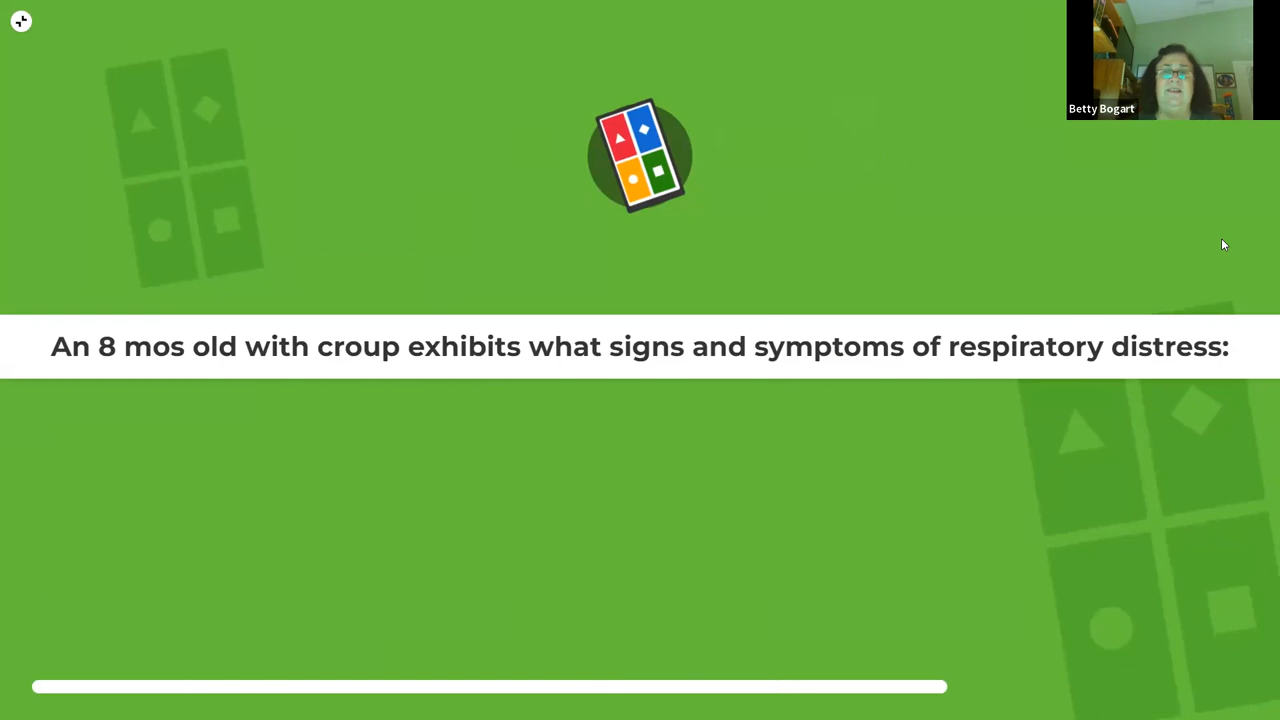 Betty Bogart
An 8 mos old with croup exhibits what signs and symptoms of respiratory distress: